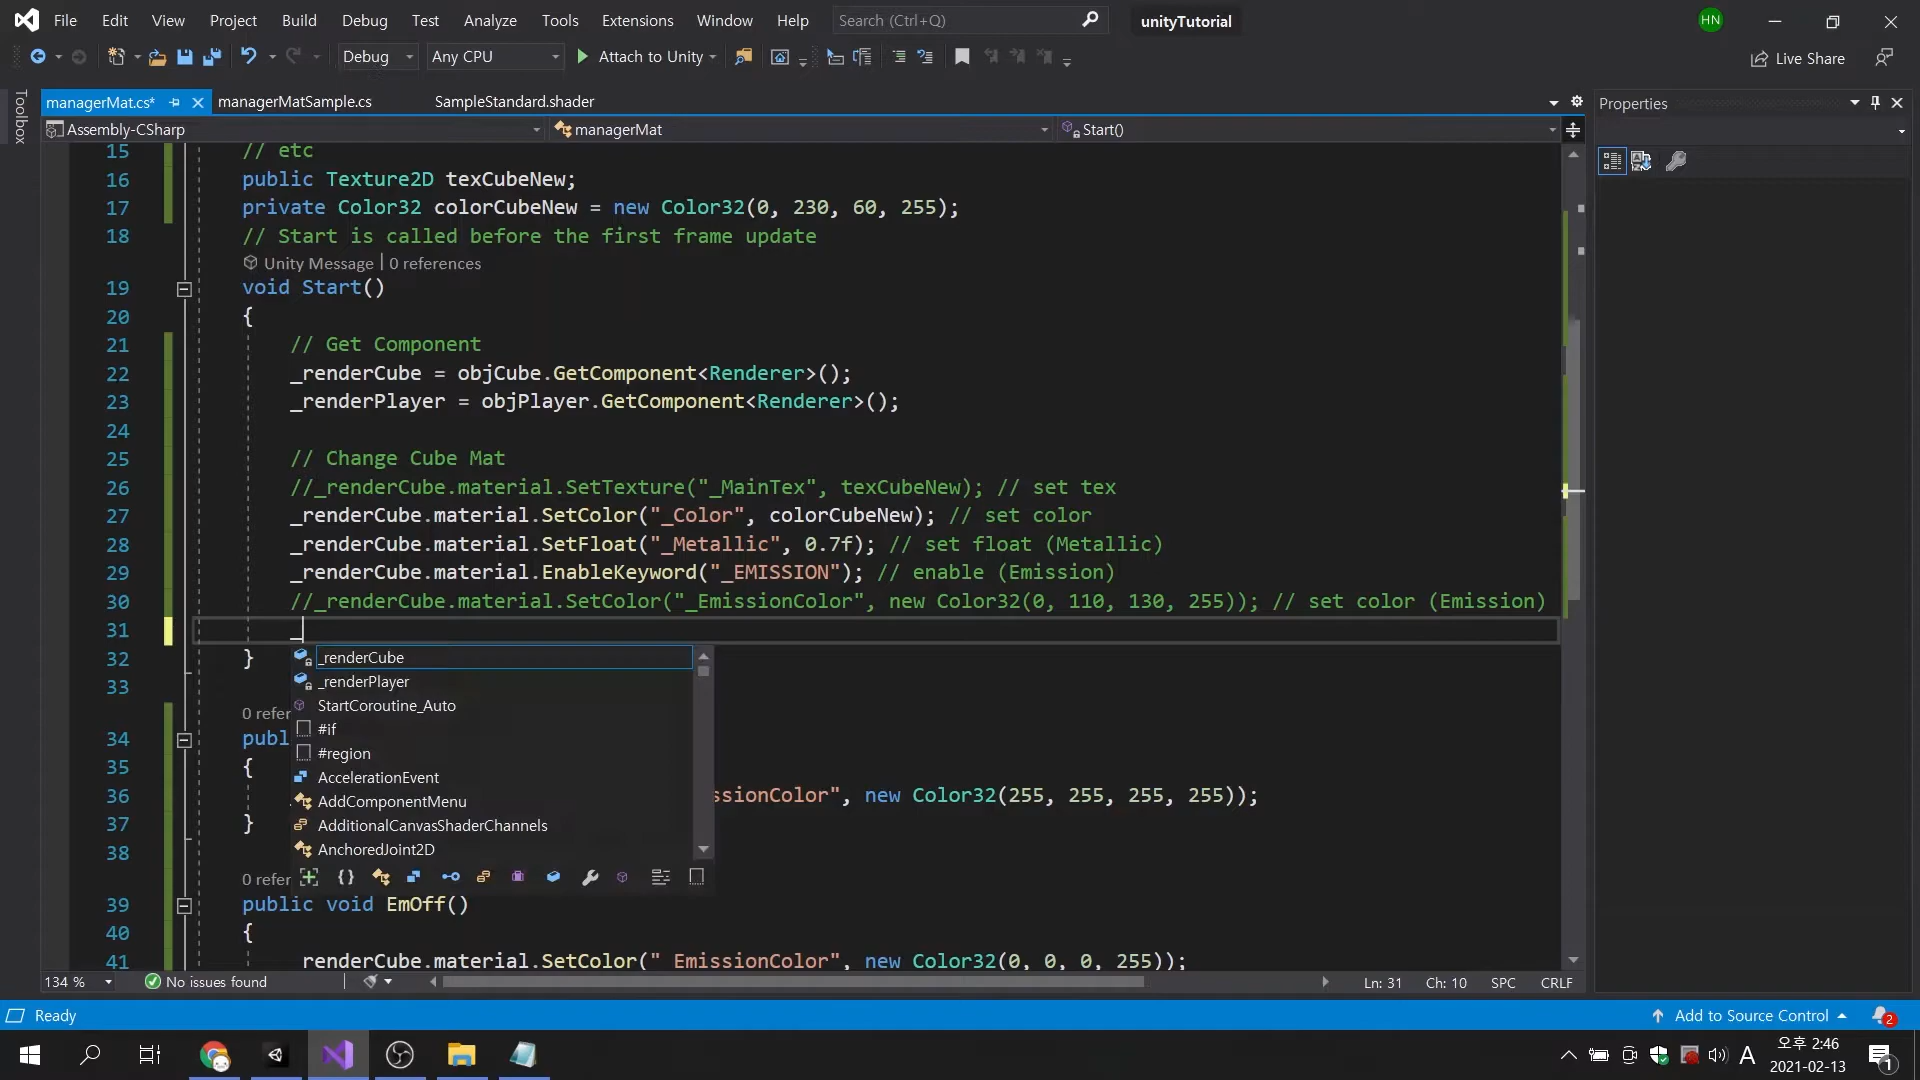 File Edit View Project Build Debug Test Analyze Tools Extensions Window Help Search (Ctrl+Q) unityTutorial HN
Debug Any CPU Attach to Unity Live Share
Toolbox
managerMat.cs* managerMatSample.cs SampleStandard.shader
Properties
Assembly-CSharp managerMat Start()
15 // etc
16 public Texture2D texCubeNew;
17 private Color32 colorCubeNew = new Color32(0, 230, 60, 255);
18 // Start is called before the first frame update
Unity Message | 0 references
19 void Start()
20 {
21 // Get Component
22 _renderCube = objCube.GetComponent<Renderer>();
23 _renderPlayer = objPlayer.GetComponent<Renderer>();
24
25 // Change Cube Mat
26 //_renderCube.material.SetTexture("_MainTex", texCubeNew); // set tex
27 _renderCube.material.SetColor("_Color", colorCubeNew); // set color
28 _renderCube.material.SetFloat("_Metallic", 0.7f); // set float (Metallic)
29 _renderCube.material.EnableKeyword("_EMISSION"); // enable (Emission)
30 //_renderCube.material.SetColor("_EmissionColor", new Color32(0, 110, 130, 255)); // set color (Emission)
31 _
32 }
_renderCube
_renderPlayer
StartCoroutine_Auto
#if
#region
AccelerationEvent
AddComponentMenu
AdditionalCanvasShaderChannels
AnchoredJoint2D
33
0 refer
34 publ
35 {
36 ssionColor", new Color32(255, 255, 255, 255));
37 }
38
0 refer
39 public void EmOff()
40 {
41 renderCube.material.SetColor(" EmissionColor", new Color32(0, 0, 0, 255));
134 % No issues found Ln: 31 Ch: 10 SPC CRLF
Ready Add to Source Control 2
A 오후 2:46
2021-02-13 1